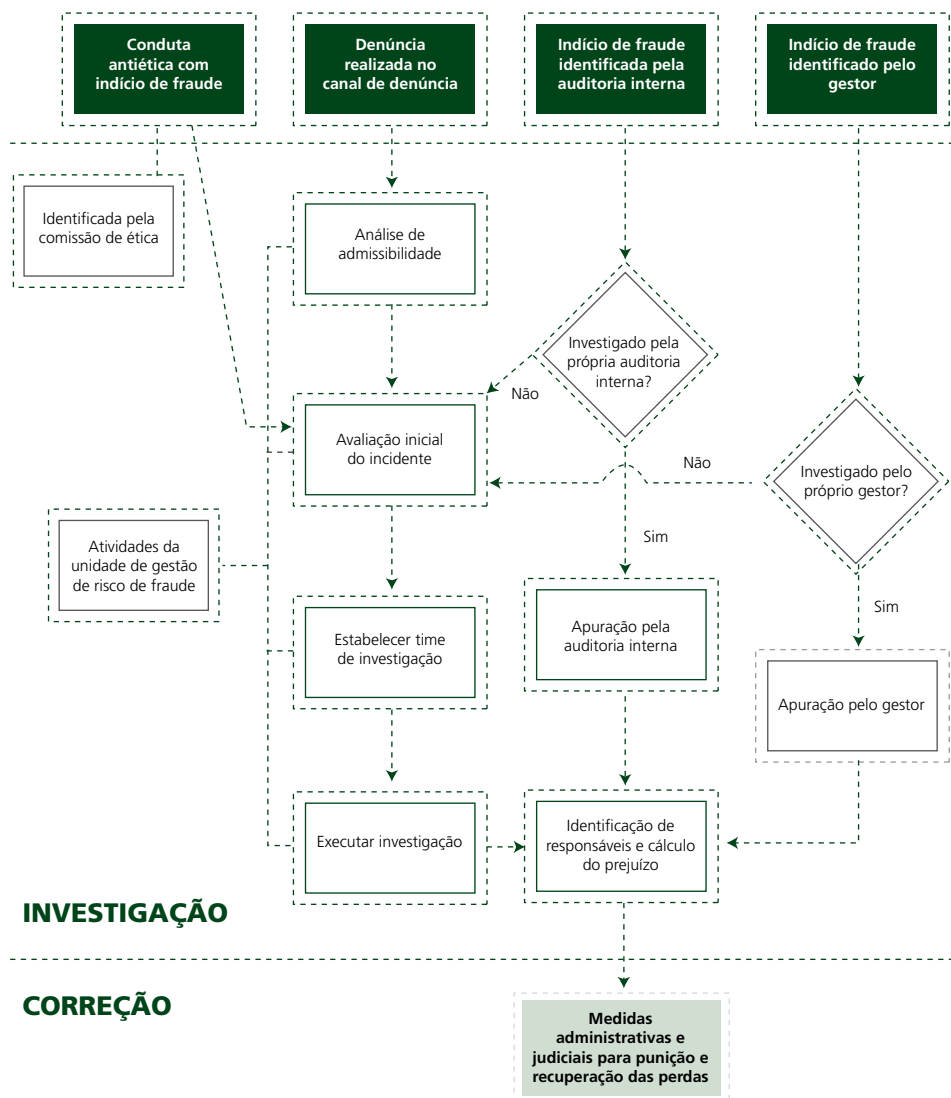 Conduta
antiética com
indício de fraude
Denúncia
realizada no
canal de denúncia
Indício de fraude
identificada pela
auditoria interna
Indício de fraude
identificado pelo
gestor
Identificada pela
comissão de ética
Análise de
admissibilidade
Investigado pela
própria auditoria
interna?
Não
Avaliação inicial
do incidente
Não
Investigado pelo
próprio gestor?
Sim
Atividades da
unidade de gestão
de risco de fraude
Estabelecer time
de investigação
Apuração pela
auditoria interna
Sim
Apuração pelo gestor
Executar investigação
Identificação de
responsáveis e cálculo
do prejuízo
INVESTIGAÇÃO
CORREÇÃO
Medidas
administrativas e
judiciais para punição e
recuperação das perdas